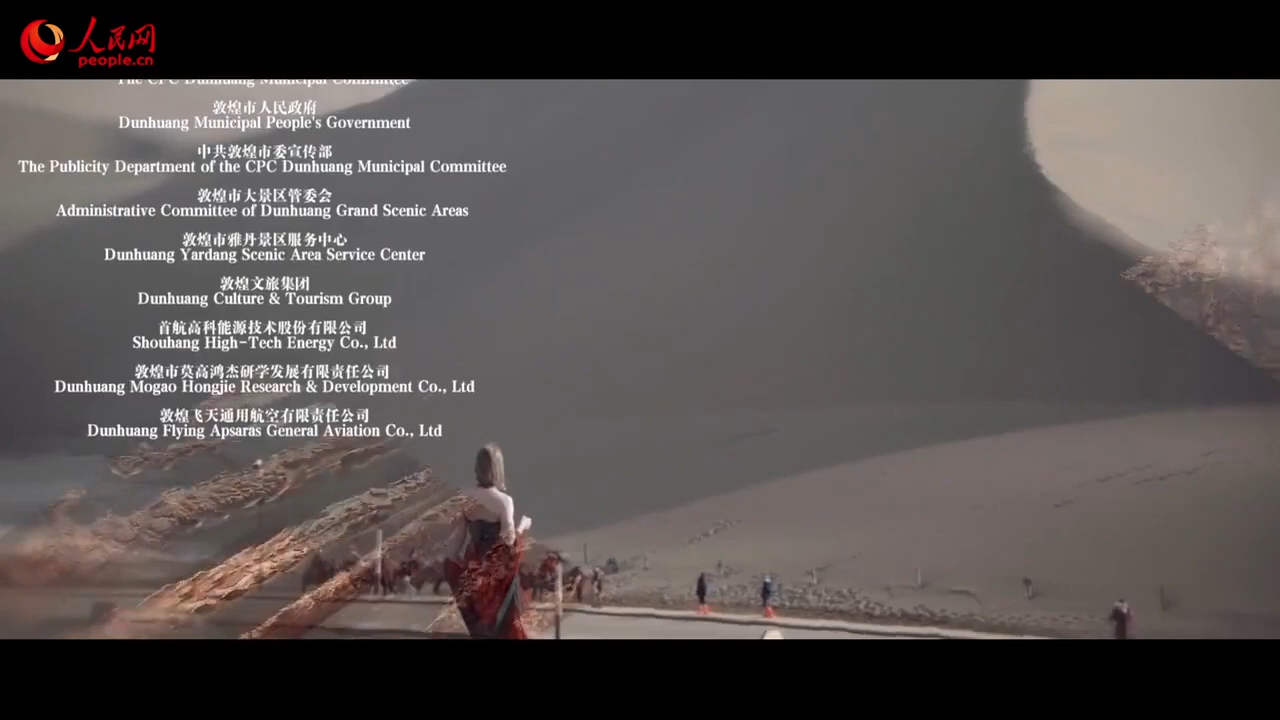 人民网
people.cn
The CPC Dunhuang Municipal Committee
敦煌市人民政府
Dunhuang Municipal People's Government
中共敦煌市委宣传部
The Publicity Department of the CPC Dunhuang Municipal Committee
敦煌市大景区管委会
Administrative Committee of Dunhuang Grand Scenic Areas
敦煌市雅丹景区服务中心
Dunhuang Yardang Scenic Area Service Center
敦煌文旅集团
Dunhuang Culture & Tourism Group
首航高科能源技术股份有限公司
Shouhang High-Tech Energy Co., Ltd
敦煌市莫高鸿杰研学发展有限责任公司
Dunhuang Mogao Hongjie Research & Development Co., Ltd
敦煌飞天通用航空有限责任公司
Dunhuang Flying Apsaras General Aviation Co., Ltd